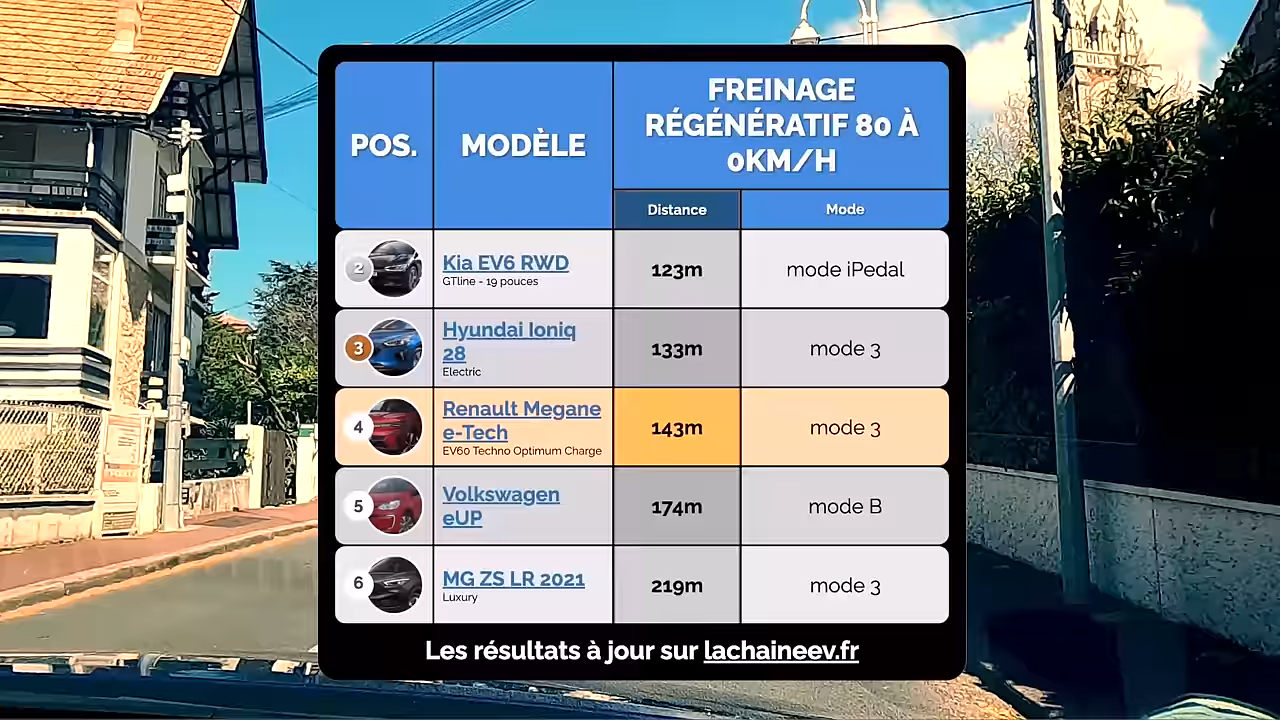 POS.
MODÈLE
FREINAGE
RÉGÉNÉRATIF 80 À
0KM/H
Distance
Mode
2
Kia EV6 RWD
GTline - 19 pouces
123m
mode iPedal
3
Hyundai Ioniq
28
Electric
133m
mode 3
4
Renault Megane
e-Tech
EV60 Techno Optimum Charge
143m
mode 3
5
Volkswagen
eUP
174m
mode B
6
MG ZS LR 2021
Luxury
219m
mode 3
Les résultats à jour sur lachaineev.fr